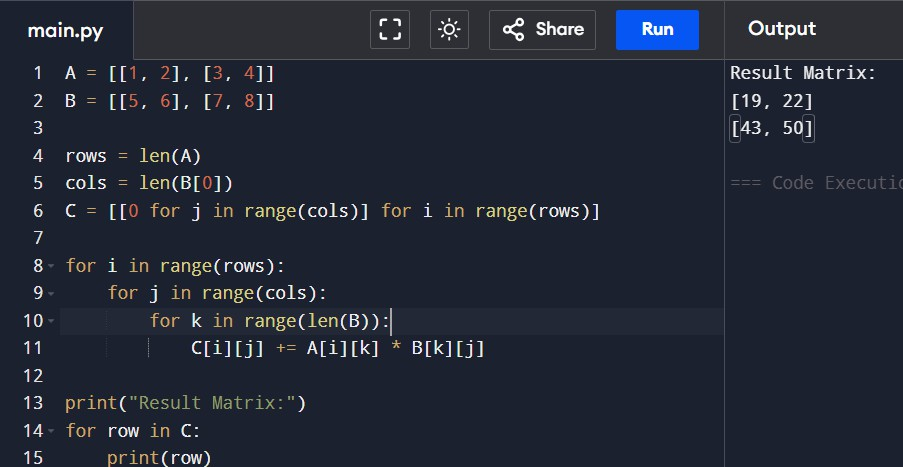 main.py Share Run Output
1 A = [[1, 2], [3, 4]]
2 B = [[5, 6], [7, 8]]
3
4 rows = len(A)
5 cols = len(B[0])
6 C = [[0 for j in range(cols)] for i in range(rows)]
7
8 for i in range(rows):
9     for j in range(cols):
10         for k in range(len(B)):
11             C[i][j] += A[i][k] * B[k][j]
12
13 print("Result Matrix:")
14 for row in C:
15     print(row)
Result Matrix:
[19, 22]
[43, 50]
=== Code Executio